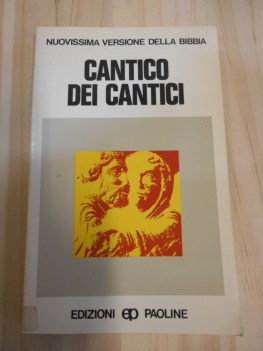 NUOVISSIMA VERSIONE DELLA BIBBIA
CANTICO
DEI CANTICI
EDIZIONI ep PAOLINE